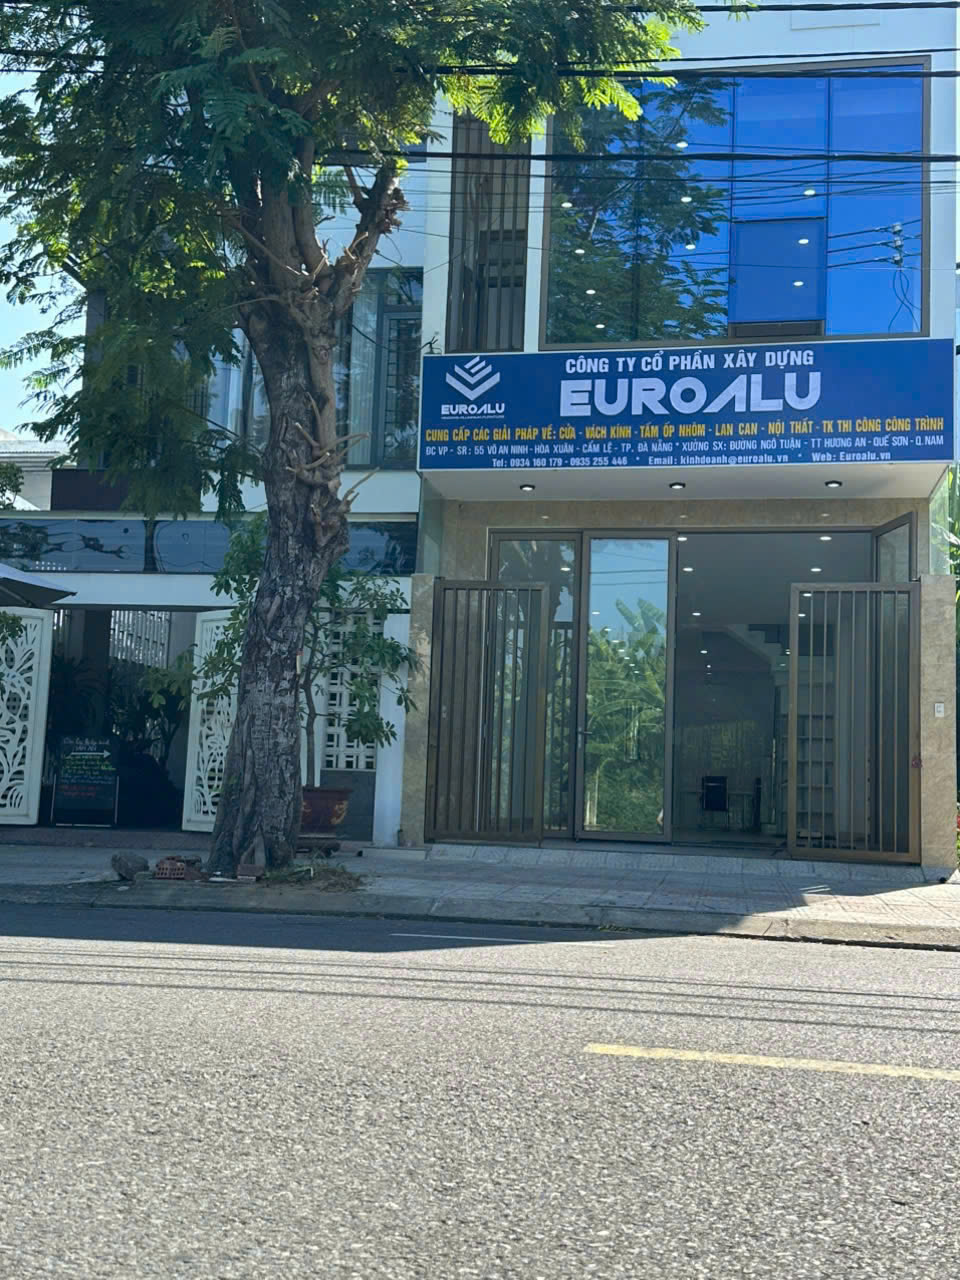 CÔNG TY CỔ PHẦN XÂY DỰNG
EUROALU
EUROALU
CUNG CẤP CÁC GIẢI PHÁP VỀ: CỬA - VÁCH KÍNH - TẤM ỐP NHÔM - LAN CAN - NỘI THẤT - TK THI CÔNG CÔNG TRÌNH
ĐC VP - SR : 55 VÕ AN NINH - HÒA XUÂN - CẨM LỆ - TP. ĐÀ NẴNG * XƯỞNG SX: ĐƯỜNG NGÔ TUÂN - TT HƯƠNG AN - QUẾ SƠN - Q. NAM
Tel: 0934 160 179 - 0935 255 446 * Email: kinhdoanh@euroalu.vn * Web: Euroalu.vn